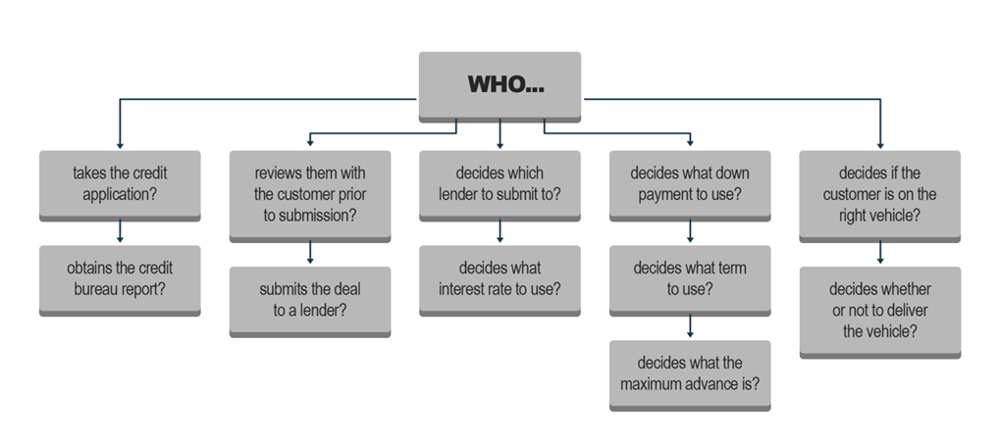 WHO...
takes the credit
application?
obtains the credit
bureau report?
reviews them with
the customer prior
to submission?
submits the deal
to a lender?
decides which
lender to submit to?
decides what
interest rate to use?
decides what down
payment to use?
decides what term
to use?
decides what the
maximum advance is?
decides if the
customer is on the
right vehicle?
decides whether
or not to deliver
the vehicle?